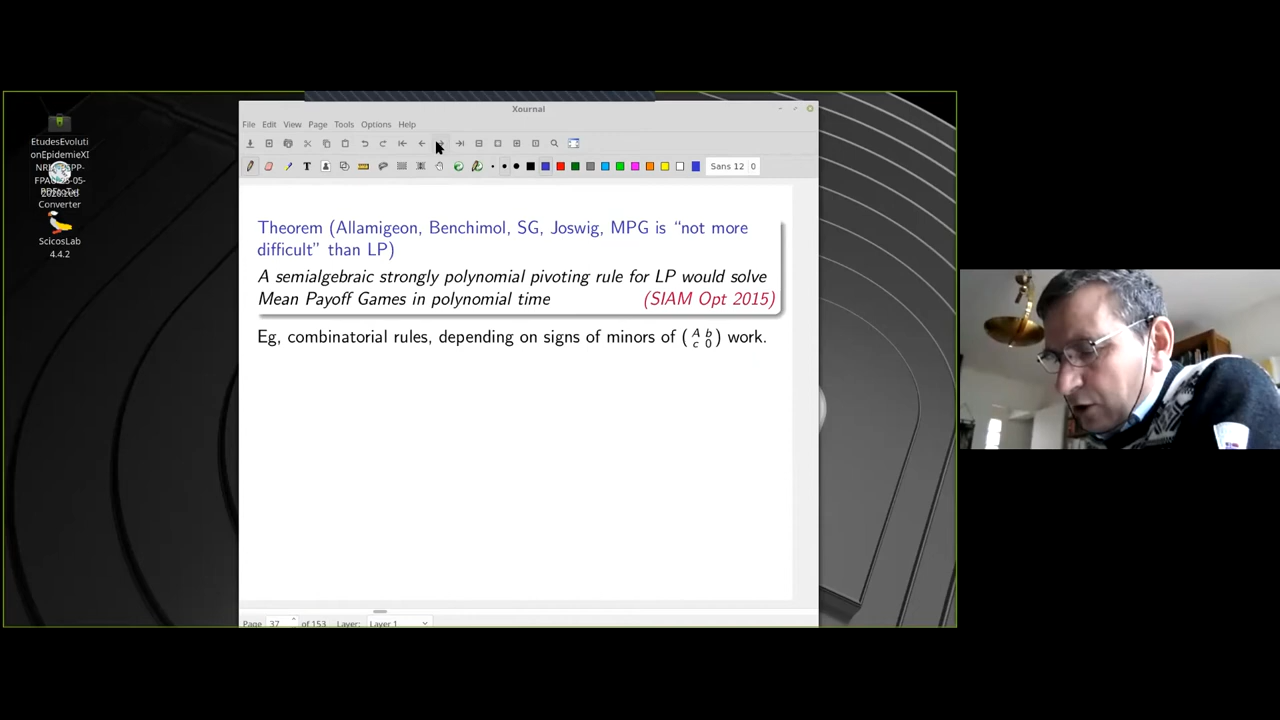 EtudesEvoluti
onEpidemieXI
Converter
ScicosLab
4.4.2
Xournal
File Edit View Page Tools Options Help
T Sans 12 0
Theorem (Allamigeon, Benchimol, SG, Joswig, MPG is “not more
difficult” than LP)
A semialgebraic strongly polynomial pivoting rule for LP would solve
Mean Payoff Games in polynomial time (SIAM Opt 2015)
Eg, combinatorial rules, depending on signs of minors of ( A b
c 0 ) work.
Page 37 of 153 Layer: Layer 1